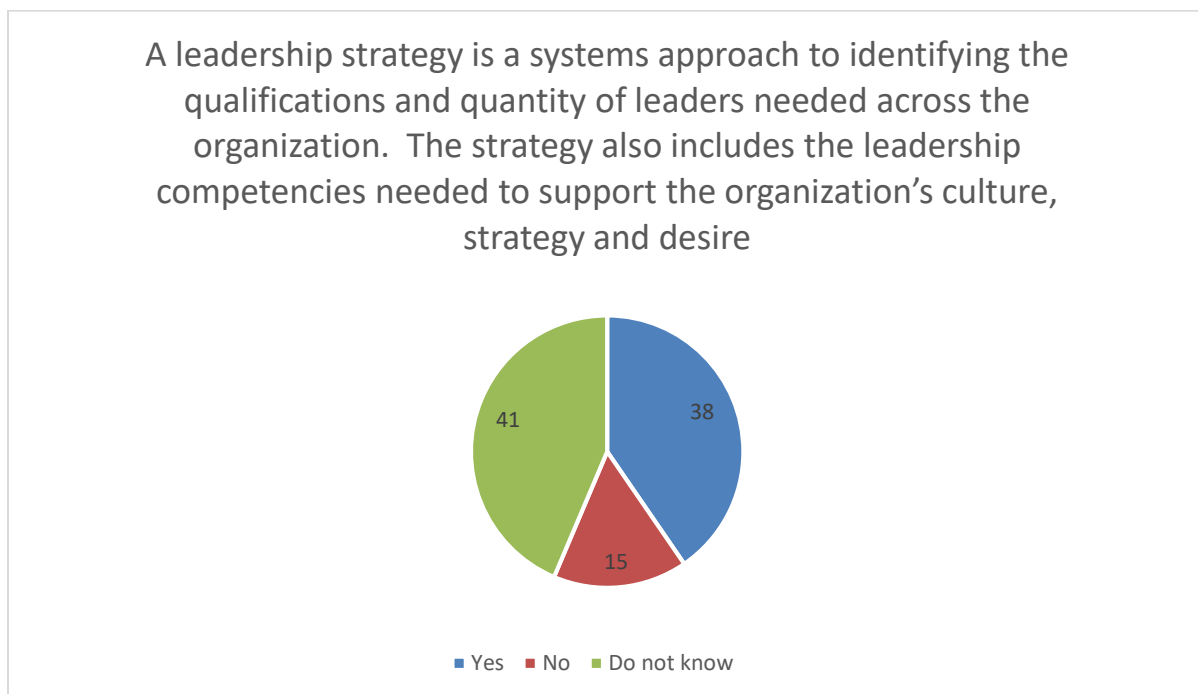 A leadership strategy is a systems approach to identifying the
qualifications and quantity of leaders needed across the
organization.  The strategy also includes the leadership
competencies needed to support the organization’s culture,
strategy and desire
38
41
15
Yes No Do not know